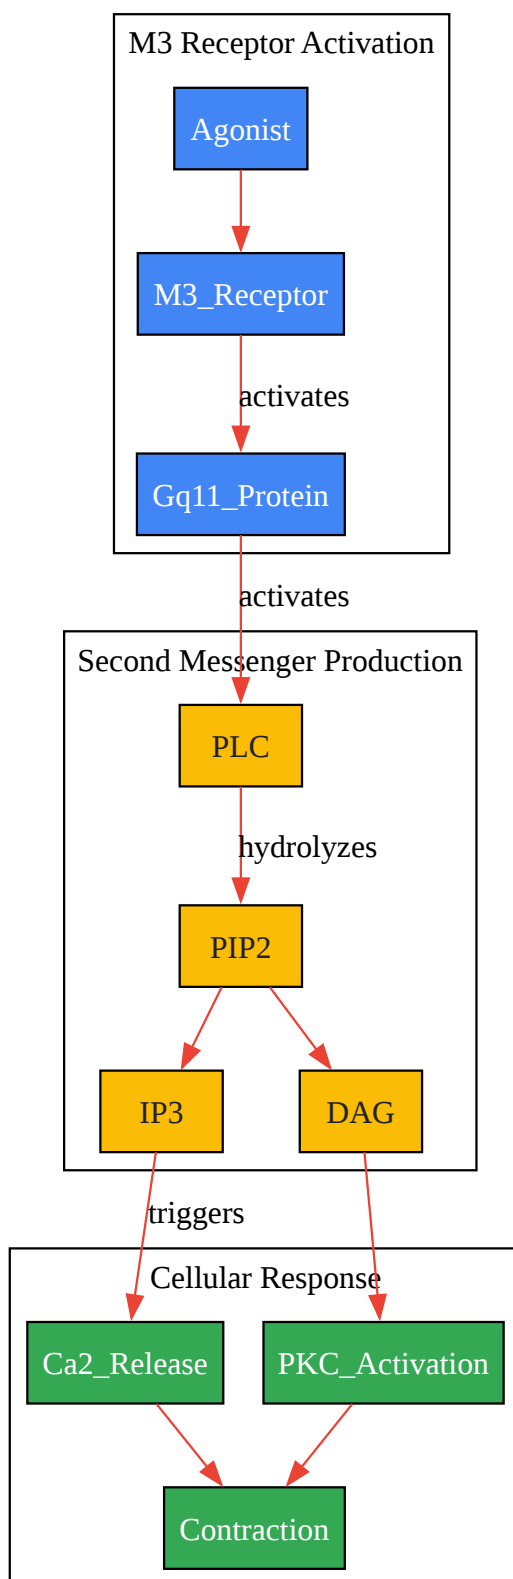 M3 Receptor Activation
Agonist
M3_Receptor
activates
Gq11_Protein
activates
Second Messenger Production
PLC
hydrolyzes
PIP2
IP3
DAG
triggers
Cellular Response
Ca2_Release
PKC_Activation
Contraction